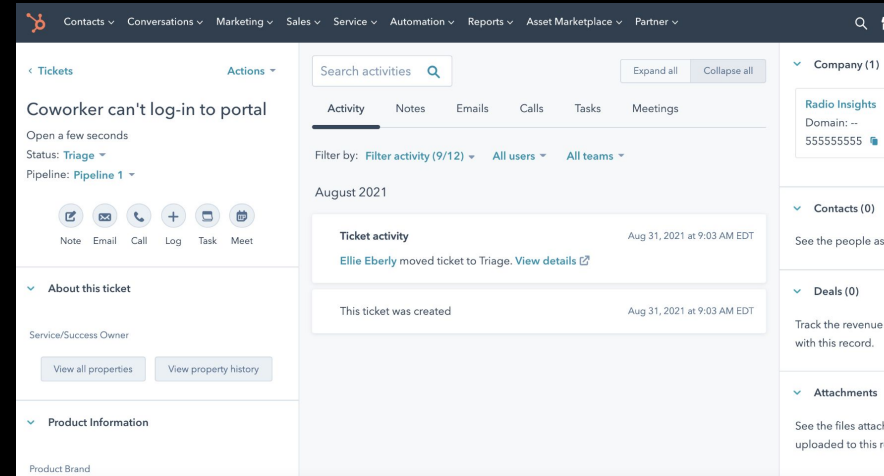 Contacts Conversations Marketing Sales Service Automation Reports Asset Marketplace Partner
Tickets
Actions
Coworker can't log-in to portal
Open a few seconds
Status: Triage
Pipeline: Pipeline 1
Note Email Call Log Task Meet
About this ticket
Service/Success Owner
View all properties View property history
Product Information
Product Brand
Search activities
Expand all Collapse all
Activity Notes Emails Calls Tasks Meetings
Filter by: Filter activity (9/12) All users All teams
August 2021
Ticket activity Aug 31, 2021 at 9:03 AM EDT
Ellie Eberly moved ticket to Triage. View details
This ticket was created Aug 31, 2021 at 9:03 AM EDT
Company (1)
Radio Insights
Domain: --
555555555
Contacts (0)
See the people as
Deals (0)
Track the revenue
with this record.
Attachments
See the files attach
uploaded to this r